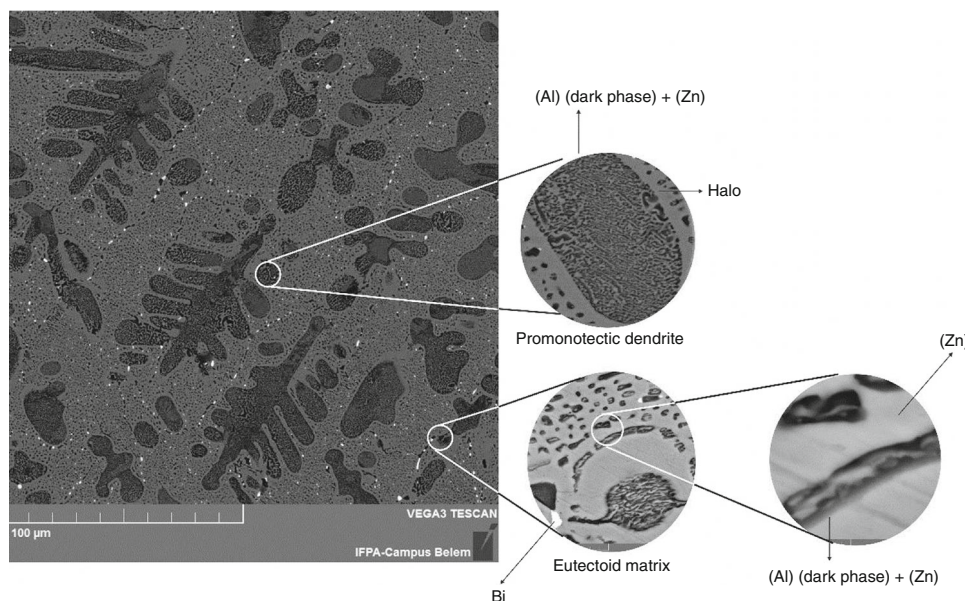 (Al) (dark phase) + (Zn)
Halo
Promonotectic dendrite
(Zn)
100 µm
VEGA3 TESCAN
IFPA-Campus Belem
Eutectoid matrix
(Al) (dark phase) + (Zn)
Bi